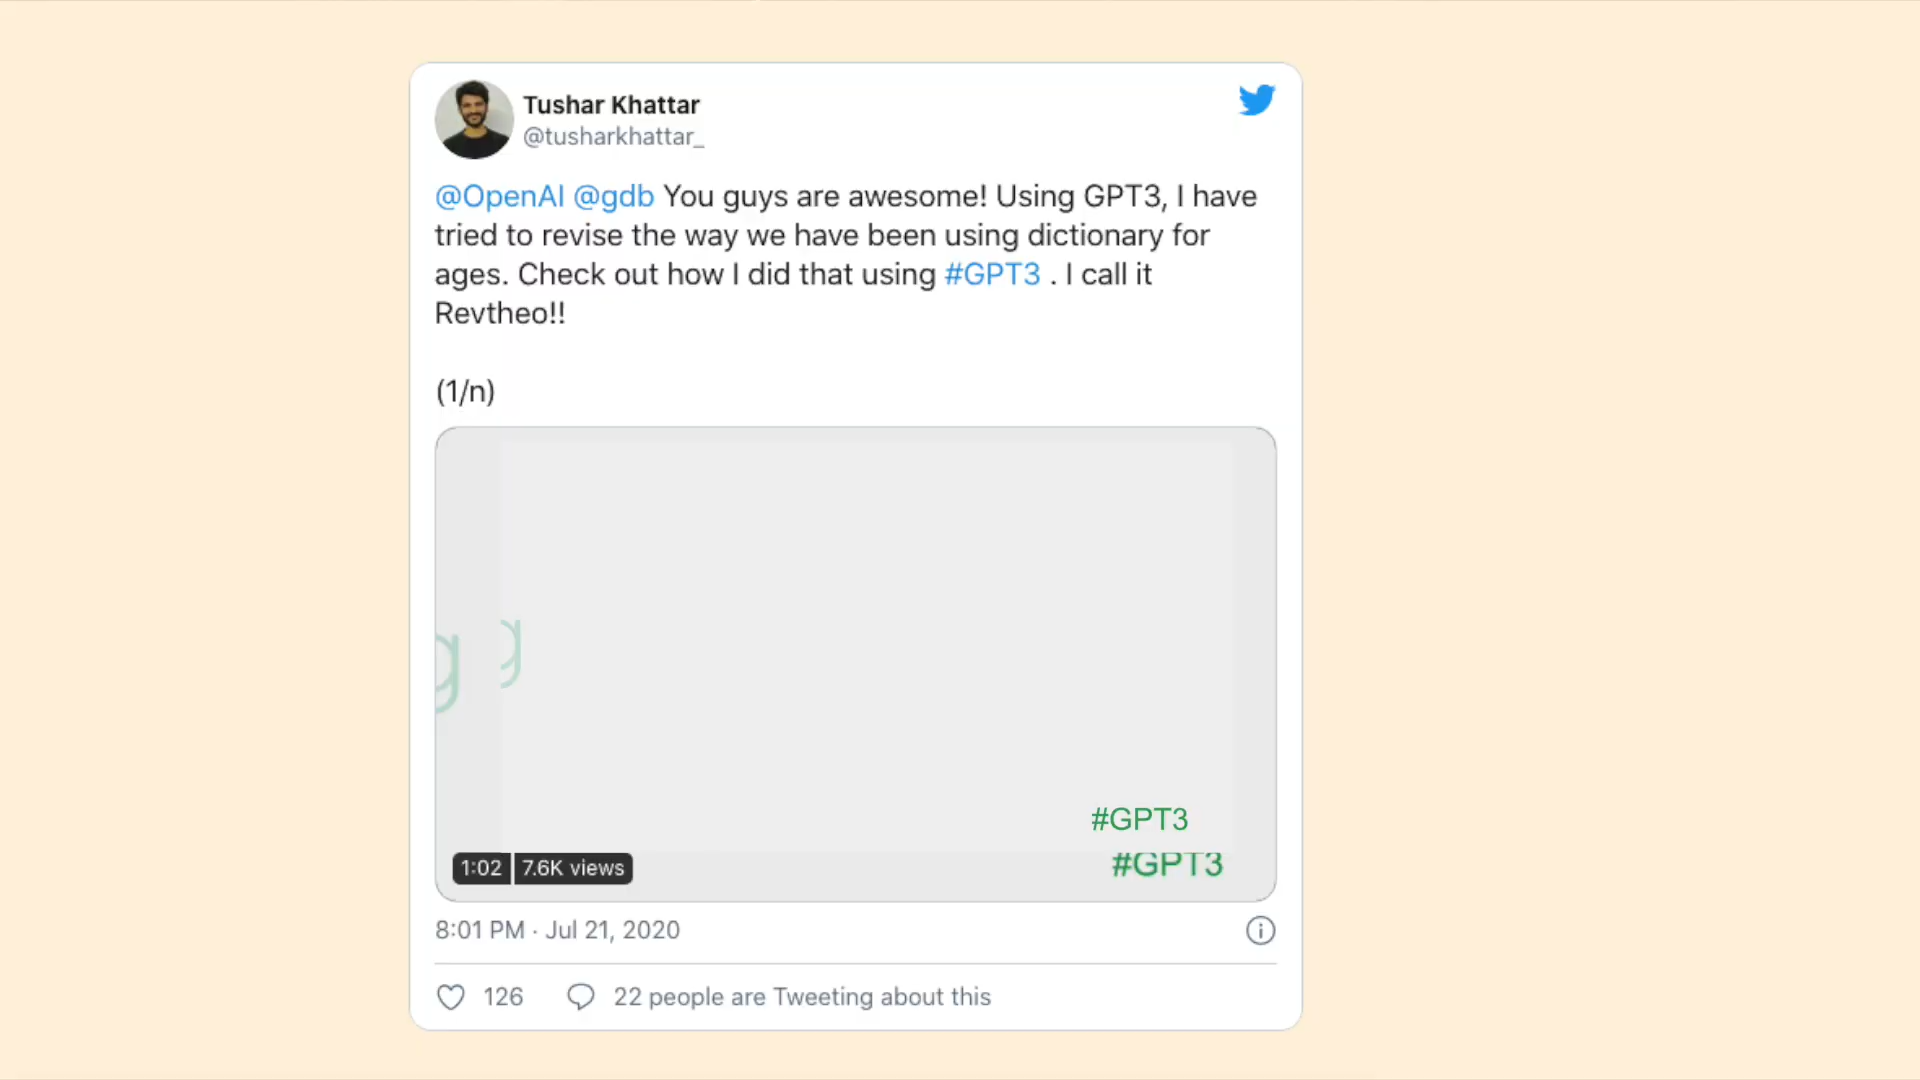 Tushar Khattar
@tusharkhattar_
@OpenAI @gdb You guys are awesome! Using GPT3, I have
tried to revise the way we have been using dictionary for
ages. Check out how I did that using #GPT3 . I call it
Revtheo!!
(1/n)
g g
#GPT3
#GPT3
1:02 7.6K views
8:01 PM · Jul 21, 2020
126 22 people are Tweeting about this